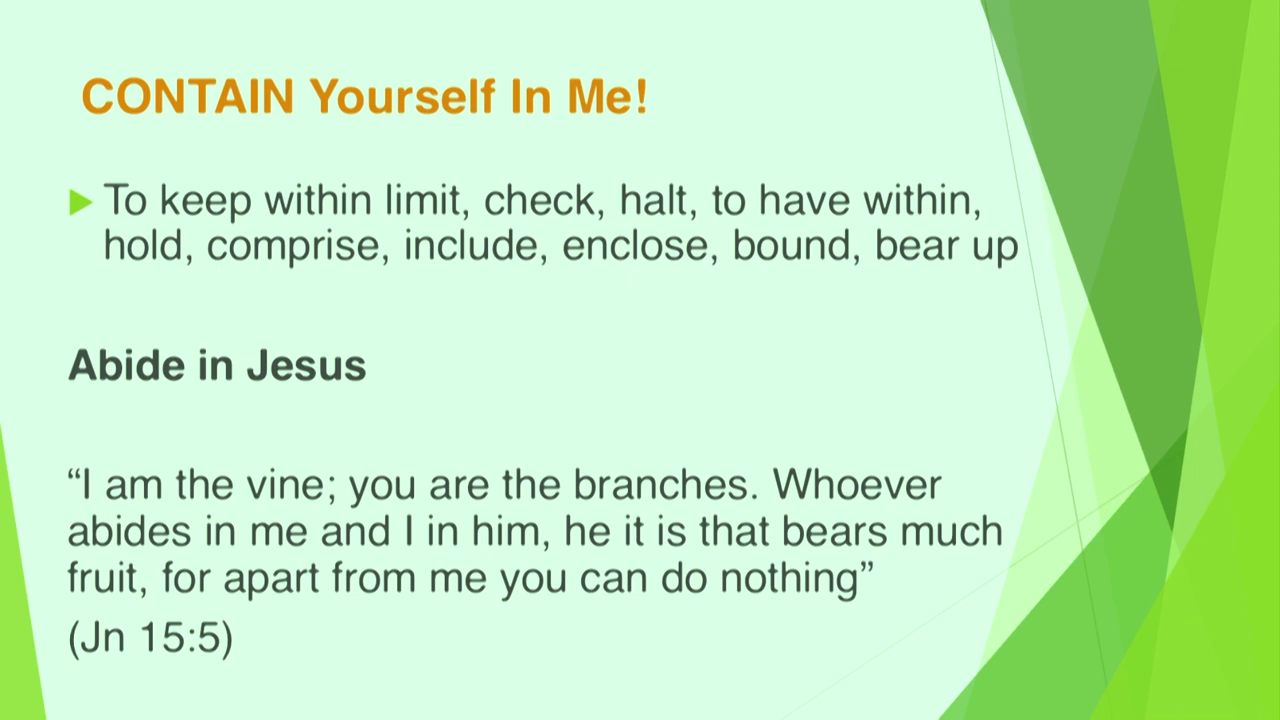 CONTAIN Yourself In Me!
To keep within limit, check, halt, to have within,
hold, comprise, include, enclose, bound, bear up
Abide in Jesus
“I am the vine; you are the branches. Whoever
abides in me and I in him, he it is that bears much
fruit, for apart from me you can do nothing”
(Jn 15:5)